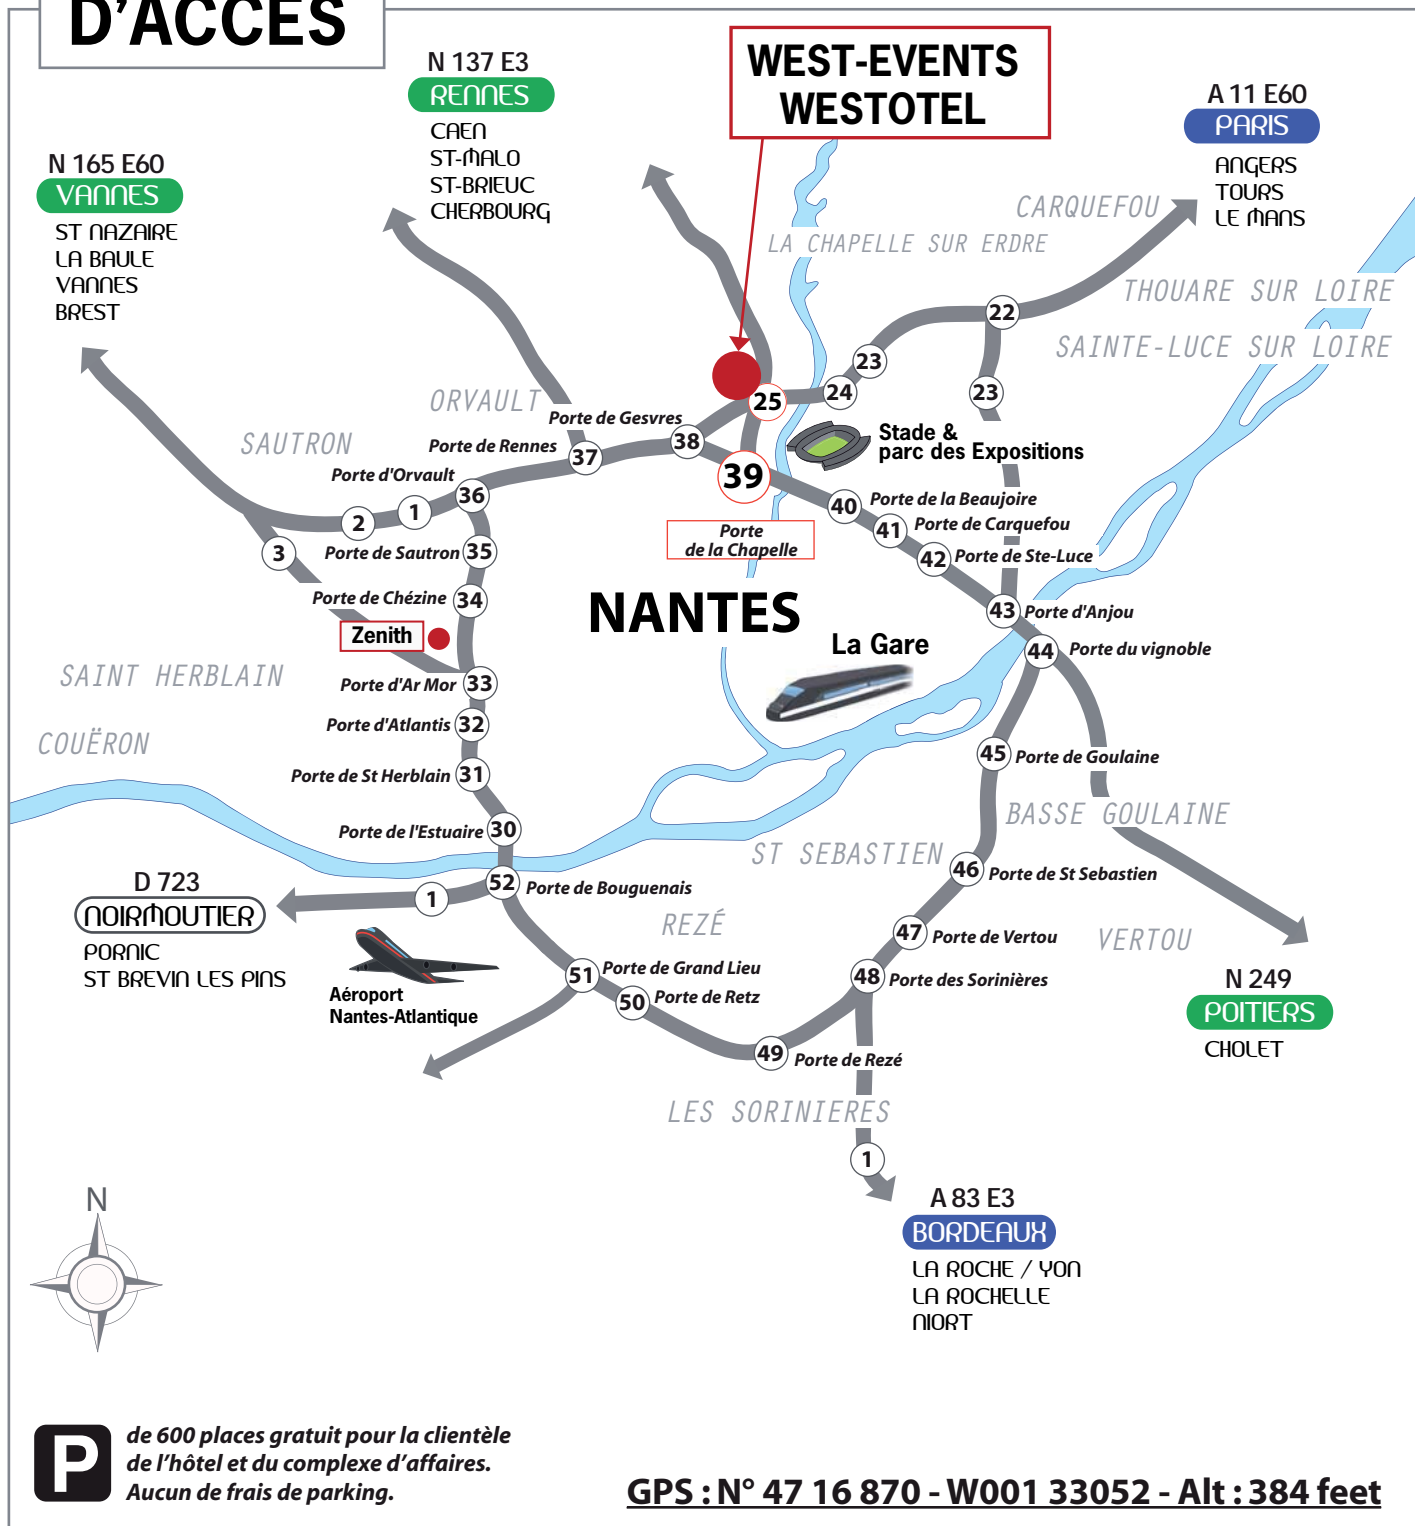 D'ACCÈS
WEST-EVENTS
WESTOTEL
N 137 E3
RENNES
CAEN
ST-MALO
ST-BRIEUC
CHERBOURG
A 11 E60
PARIS
ANGERS
TOURS
LE MANS
N 165 E60
VANNES
ST NAZAIRE
LA BAULE
VANNES
BREST
CARQUEFOU
LA CHAPELLE SUR ERDRE
THOUARE SUR LOIRE
SAINTE-LUCE SUR LOIRE
22
23
23
24
25
ORVAULT
SAUTRON
Porte de Gesvres
38
Porte de Rennes
37
Porte d'Orvault
36
1
2
3
39
Porte
de la Chapelle
Stade &
parc des Expositions
40
Porte de la Beaujoire
41
Porte de Carquefou
42
Porte de Ste-Luce
43
Porte d'Anjou
44
Porte du vignoble
Porte de Sautron
35
Porte de Chézine
34
Zenith
NANTES
La Gare
SAINT HERBLAIN
Porte d'Ar Mor
33
COUËRON
Porte d'Atlantis
32
Porte de St Herblain
31
Porte de l'Estuaire
30
45
Porte de Goulaine
BASSE GOULAINE
ST SEBASTIEN
46
Porte de St Sebastien
D 723
NOIRMOUTIER
PORNIC
ST BREVIN LES PINS
1
52
Porte de Bouguenais
REZÉ
47
Porte de Vertou
VERTOU
48
Porte des Sorinières
51
Porte de Grand Lieu
50
Porte de Retz
49
Porte de Rezé
Aéroport
Nantes-Atlantique
N 249
POITIERS
CHOLET
LES SORINIERES
1
A 83 E3
BORDEAUX
LA ROCHE / YON
LA ROCHELLE
NIORT
N
P
de 600 places gratuit pour la clientèle
de l'hôtel et du complexe d'affaires.
Aucun de frais de parking.
GPS : N° 47 16 870 - W001 33052 - Alt : 384 feet